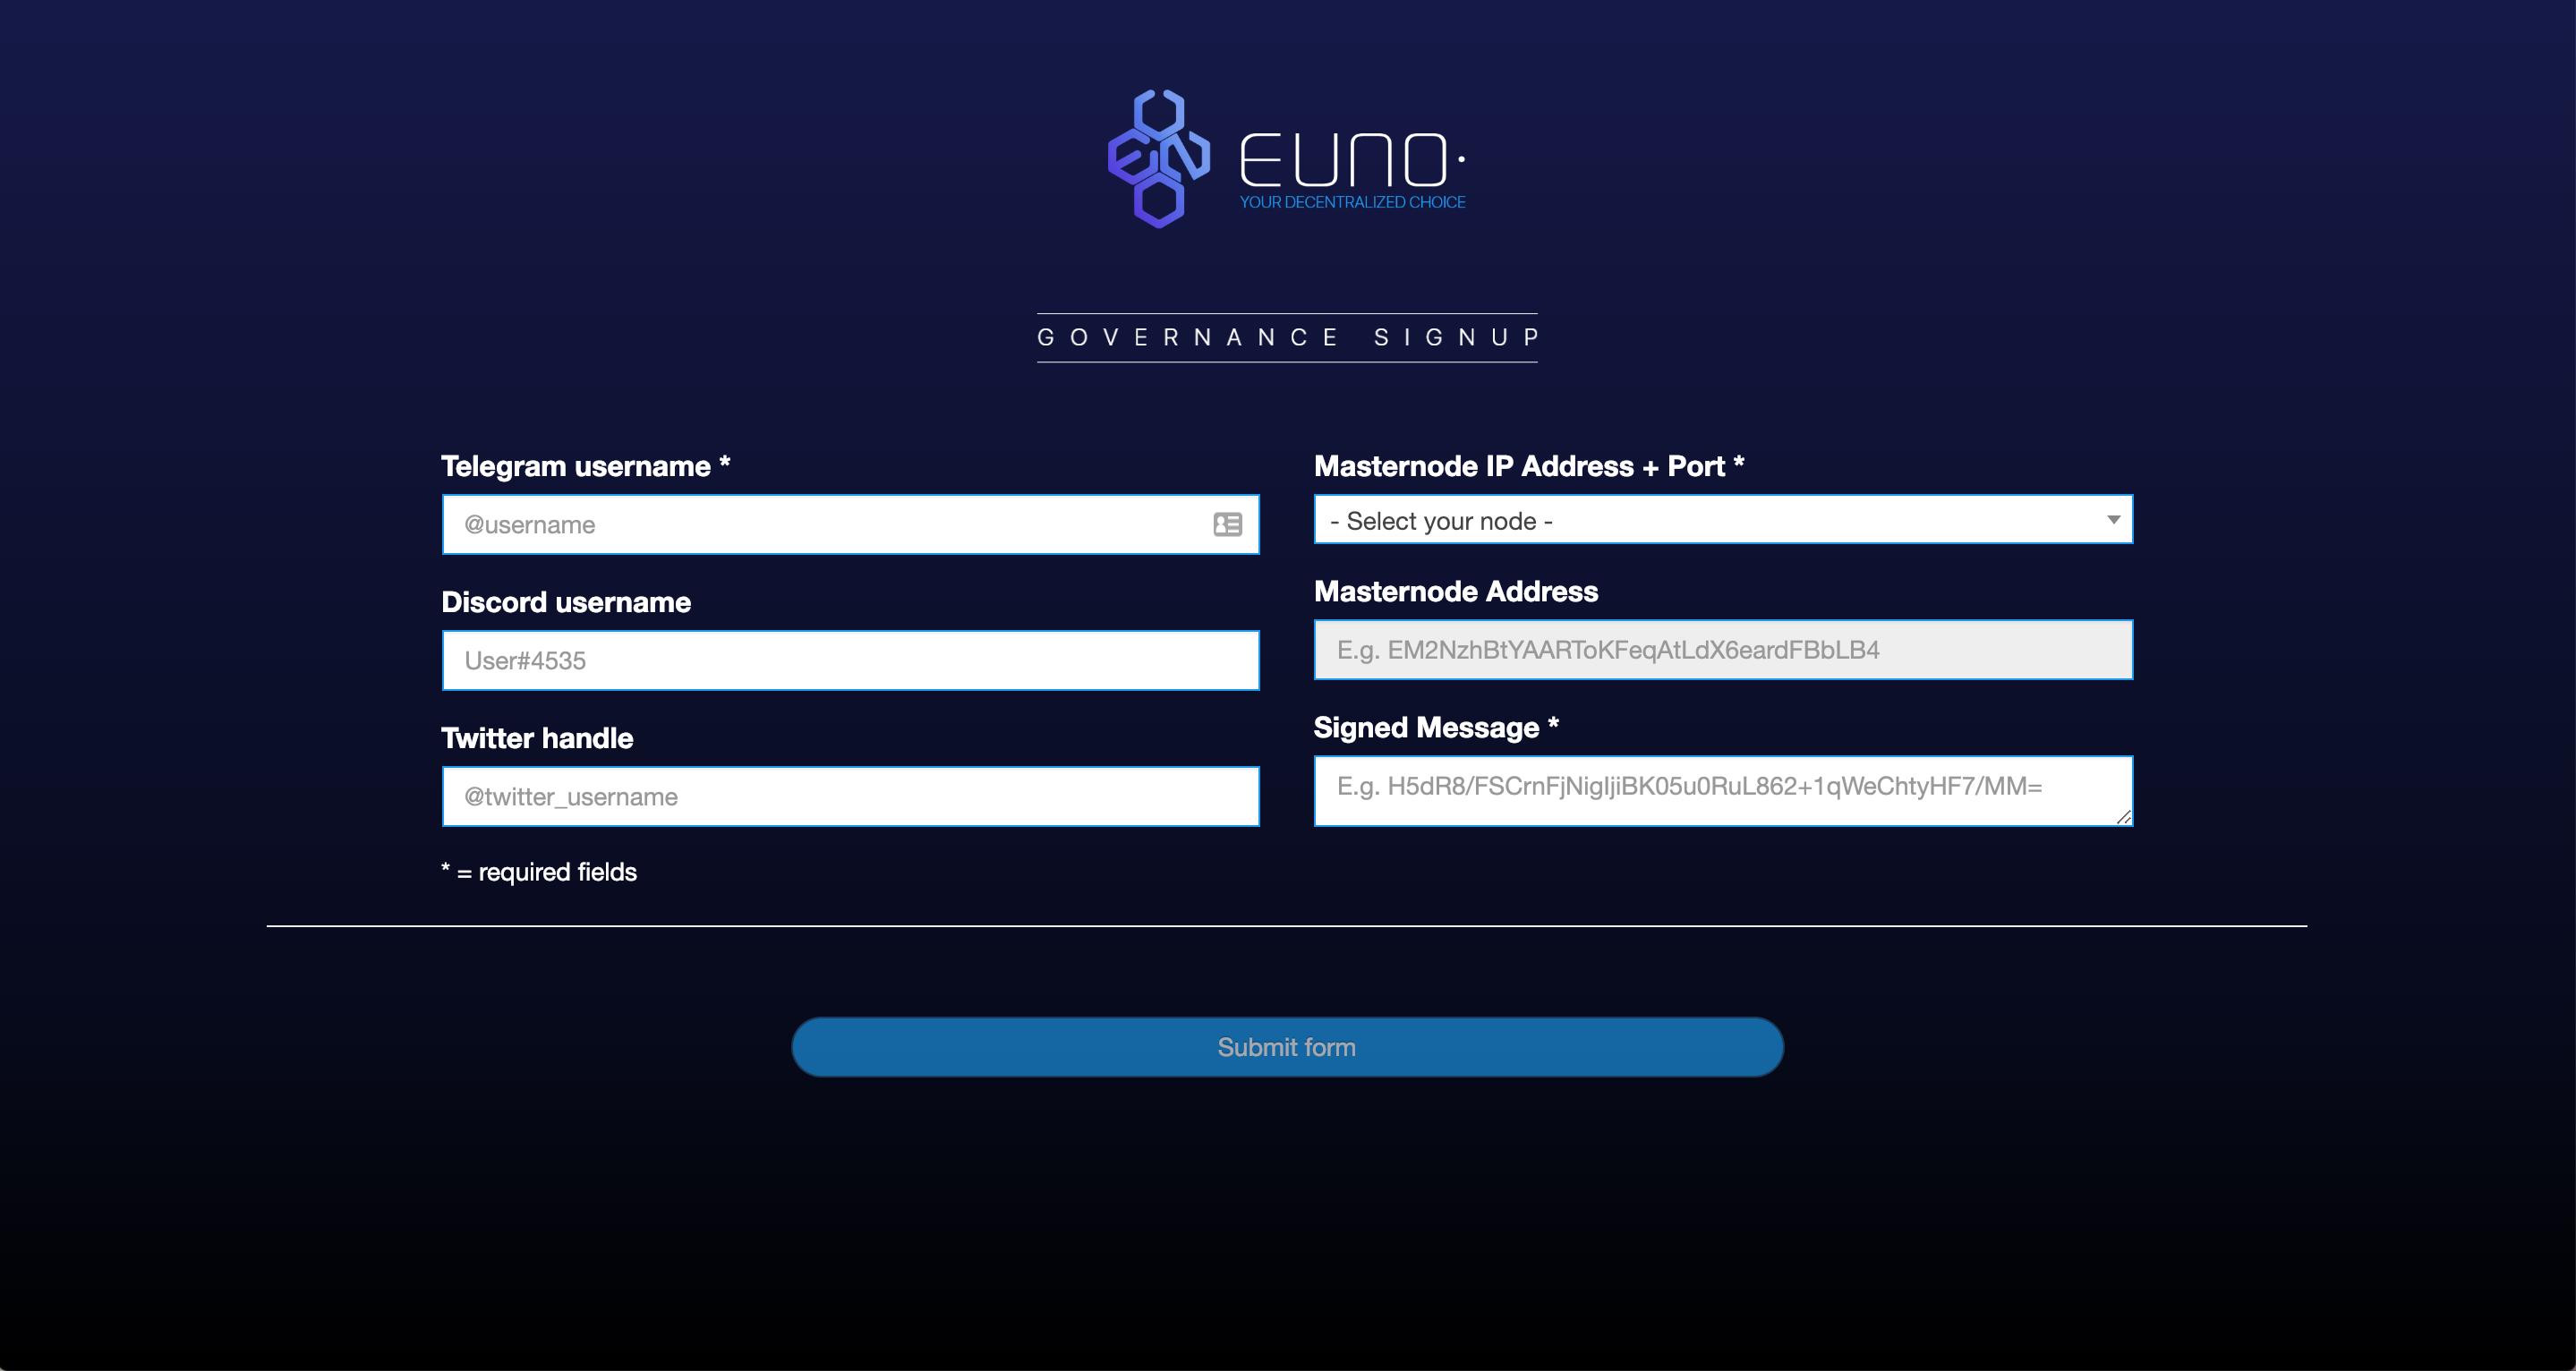 EUNO·
YOUR DECENTRALIZED CHOICE
GOVERNANCE SIGNUP
Telegram username *
@username
Discord username
User#4535
Twitter handle
@twitter_username
* = required fields
Masternode IP Address + Port *
- Select your node -
Masternode Address
E.g. EM2NzhBtYAARToKFeqAtLdX6eardFBbLB4
Signed Message *
E.g. H5dR8/FSCrnFjNigIjiBK05u0RuL862+1qWeChtyHF7/MM=
Submit form